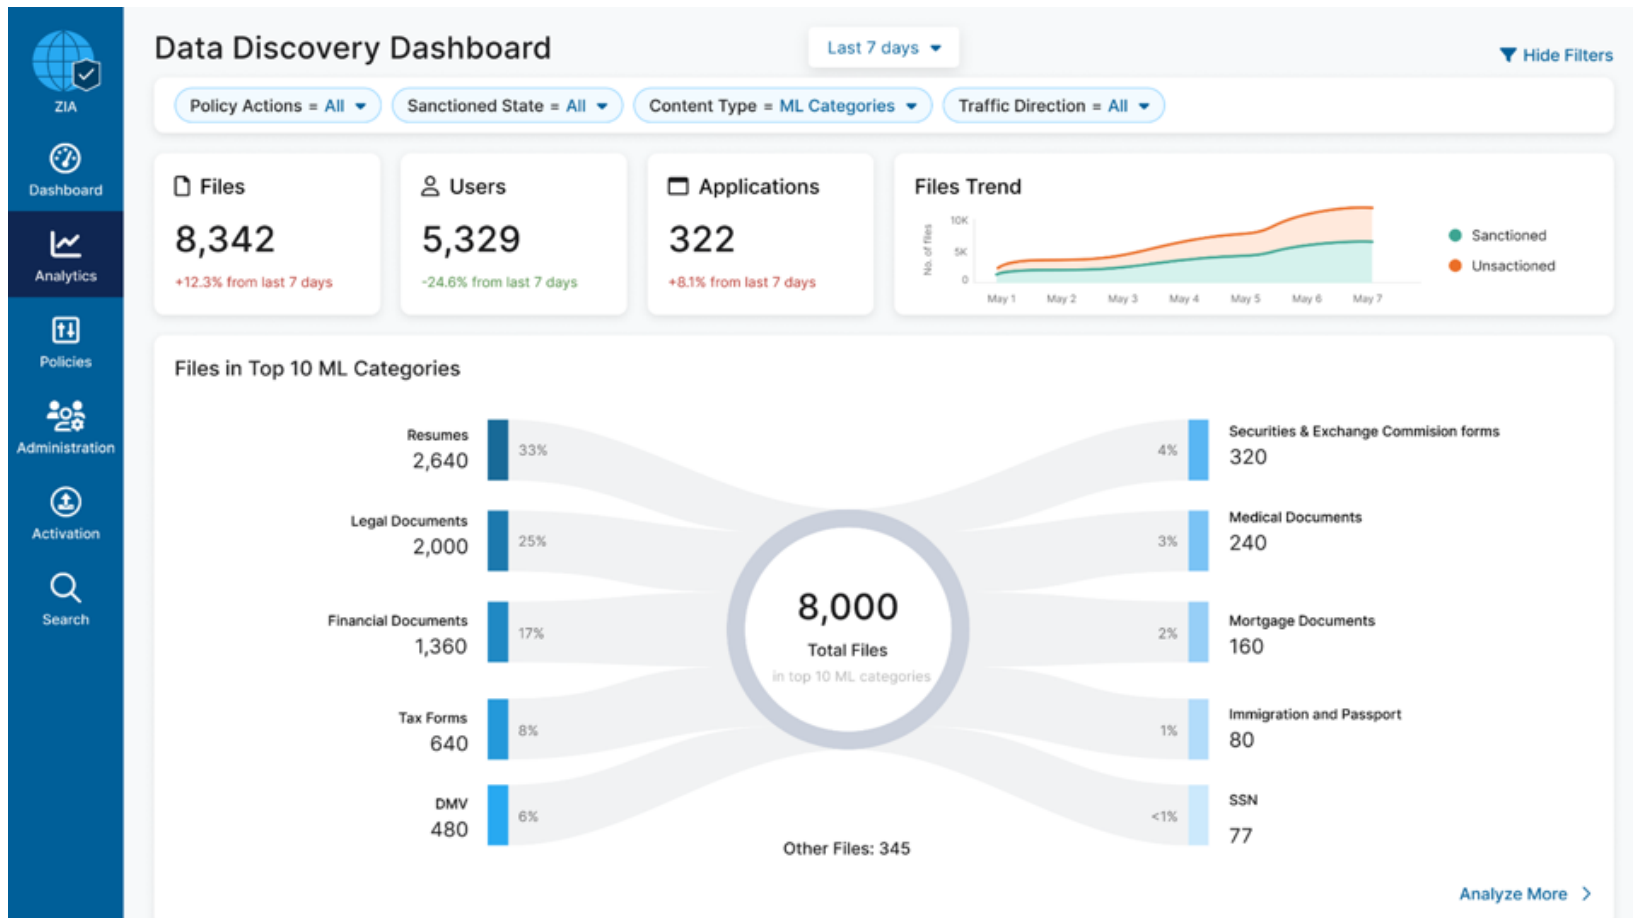 Data Discovery Dashboard
Last 7 days
Hide Filters
ZIA
Dashboard
Analytics
Policies
Administration
Activation
Search
Policy Actions = All
Sanctioned State = All
Content Type = ML Categories
Traffic Direction = All
Files
8,342
+12.3% from last 7 days
Users
5,329
-24.6% from last 7 days
Applications
322
+8.1% from last 7 days
Files Trend
No. of files
10K
5K
0
May 1 May 2 May 3 May 4 May 5 May 6 May 7
Sanctioned
Unsactioned
Files in Top 10 ML Categories
Resumes
2,640
33%
Legal Documents
2,000
25%
Financial Documents
1,360
17%
Tax Forms
640
8%
DMV
480
6%
8,000
Total Files
in top 10 ML categories
Other Files: 345
4%
Securities & Exchange Commision forms
320
3%
Medical Documents
240
2%
Mortgage Documents
160
1%
Immigration and Passport
80
<1%
SSN
77
Analyze More